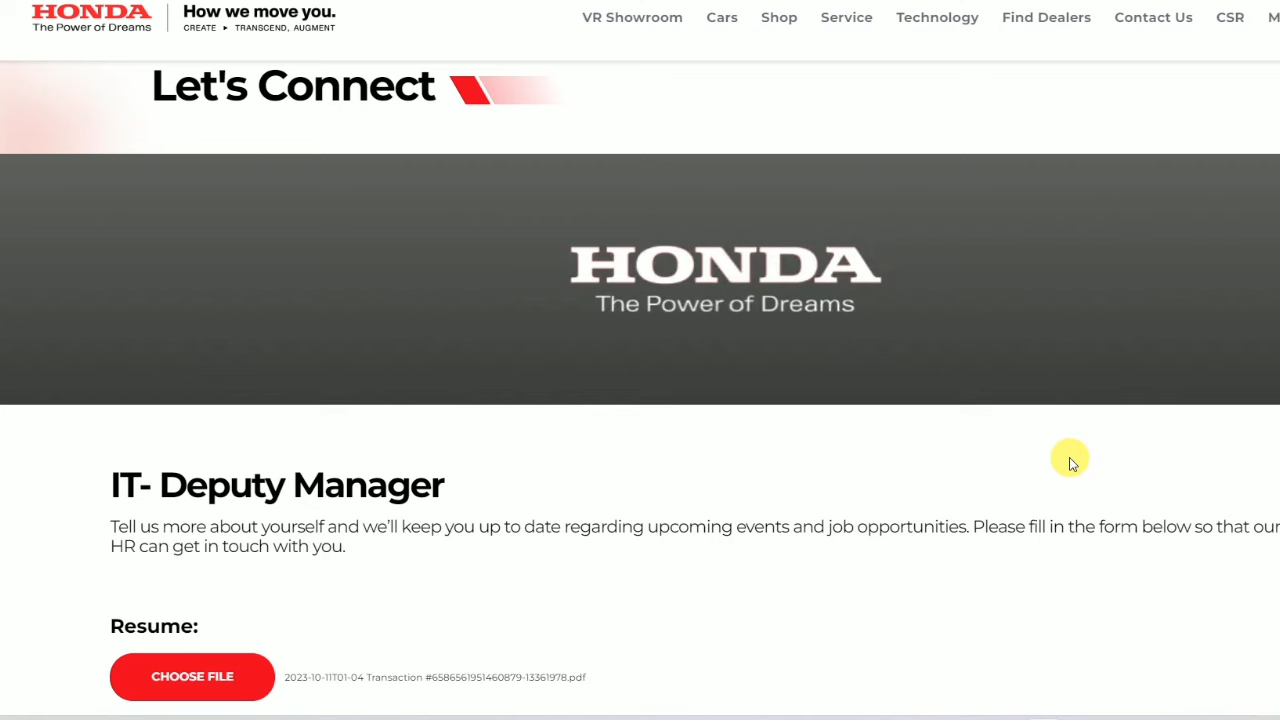 HONDA
The Power of Dreams
How we move you.
CREATE ▸ TRANSCEND, AUGMENT
VR Showroom Cars Shop Service Technology Find Dealers Contact Us CSR M
Let's Connect
HONDA
The Power of Dreams
IT- Deputy Manager
Tell us more about yourself and we'll keep you up to date regarding upcoming events and job opportunities. Please fill in the form below so that our
HR can get in touch with you.
Resume:
CHOOSE FILE 2023-10-11T01-04 Transaction #6586561951460879-13361978.pdf